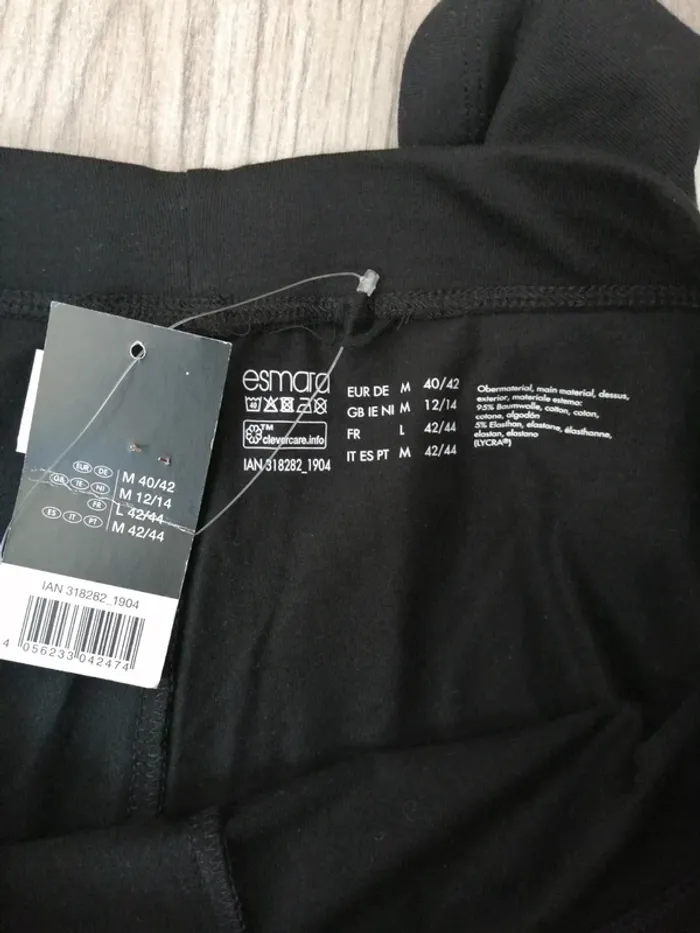 esmara
clevercare.info
TM
IAN 318282_1904
EUR DE M 40/42
GB IE NI M 12/14
FR L 42/44
IT ES PT M 42/44
Obermaterial, main material, dessus,
exterior, materiale esterno:
95% Baumwolle, cotton, coton,
cotone, algodón
5% Elasthan, elastane, élasthanne,
elastan, elastano
(LYCRA®)
EUR DE M 40/42
GB IE NI M 12/14
FR L 42/44
ES IT PT M 42/44
IAN 318282_1904
4 056233 042474